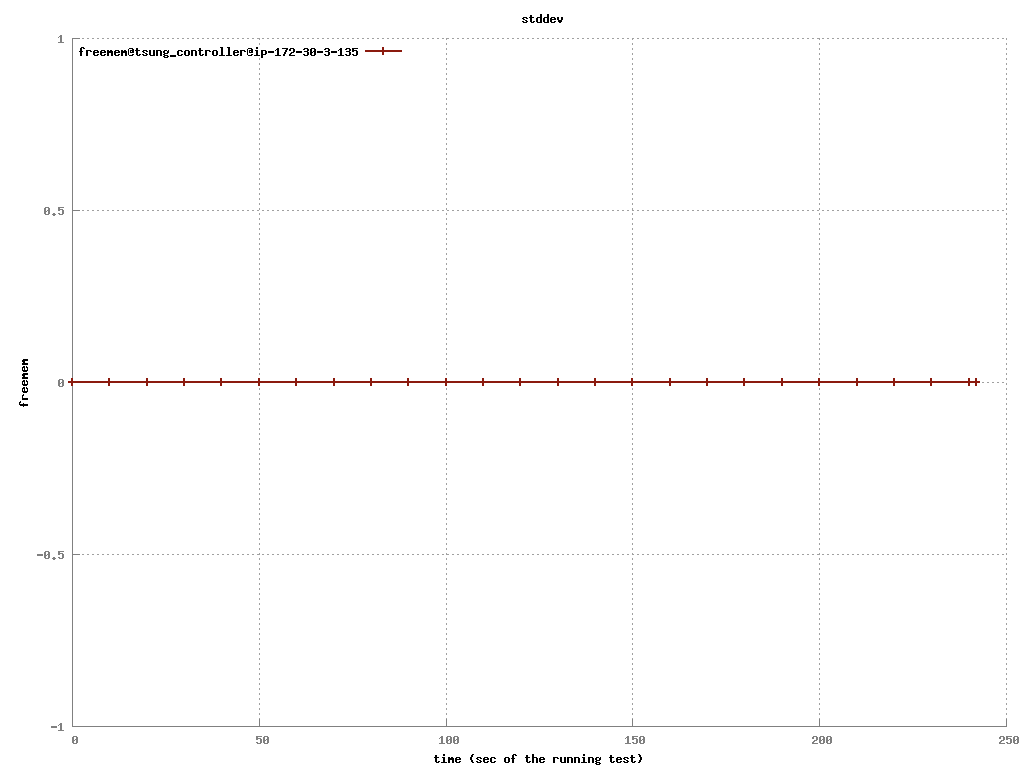 stddev
freemem@tsung_controller@ip-172-30-3-135
1
0.5
0
-0.5
-1
freemem
0 50 100 150 200 250
time (sec of the running test)